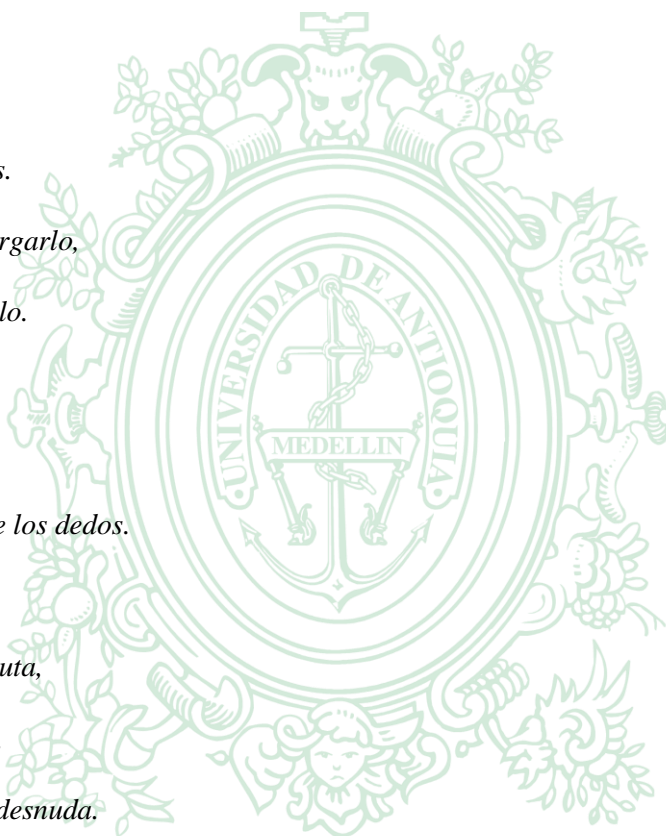 s.
rgarlo,
lo.
UNIVERSIDAD DE ANTIOQUIA
MEDELLIN
e los dedos.
uta,
desnuda.